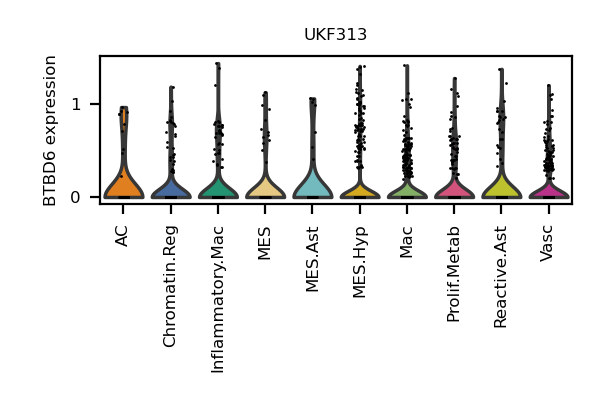 UKF313
BTBD6 expression
1
0
AC
Chromatin.Reg
Inflammatory.Mac
MES
MES.Ast
MES.Hyp
Mac
Prolif.Metab
Reactive.Ast
Vasc